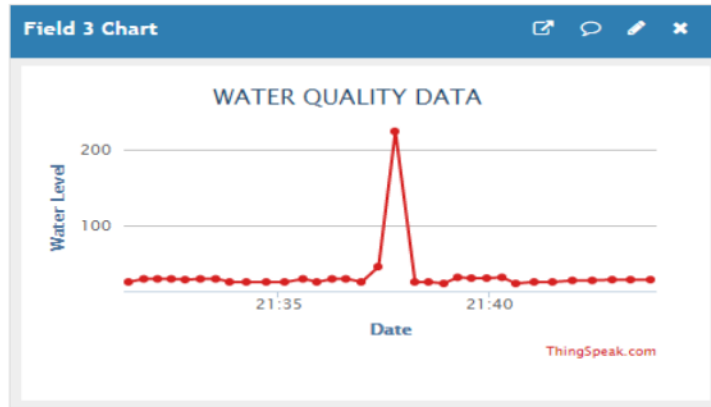 Field 3 Chart
WATER QUALITY DATA
Water Level
200
100
21:35
21:40
Date
ThingSpeak.com